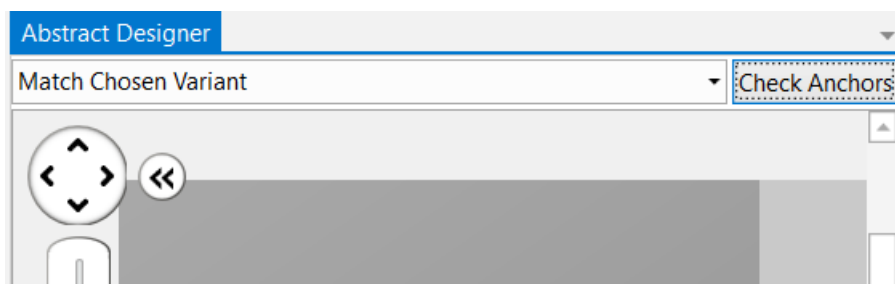 Abstract Designer
Match Chosen Variant
Check Anchors